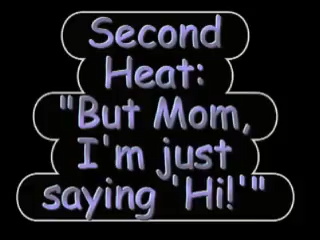 Second
Heat:
"But Mom,
I'm just
saying 'Hi!'"